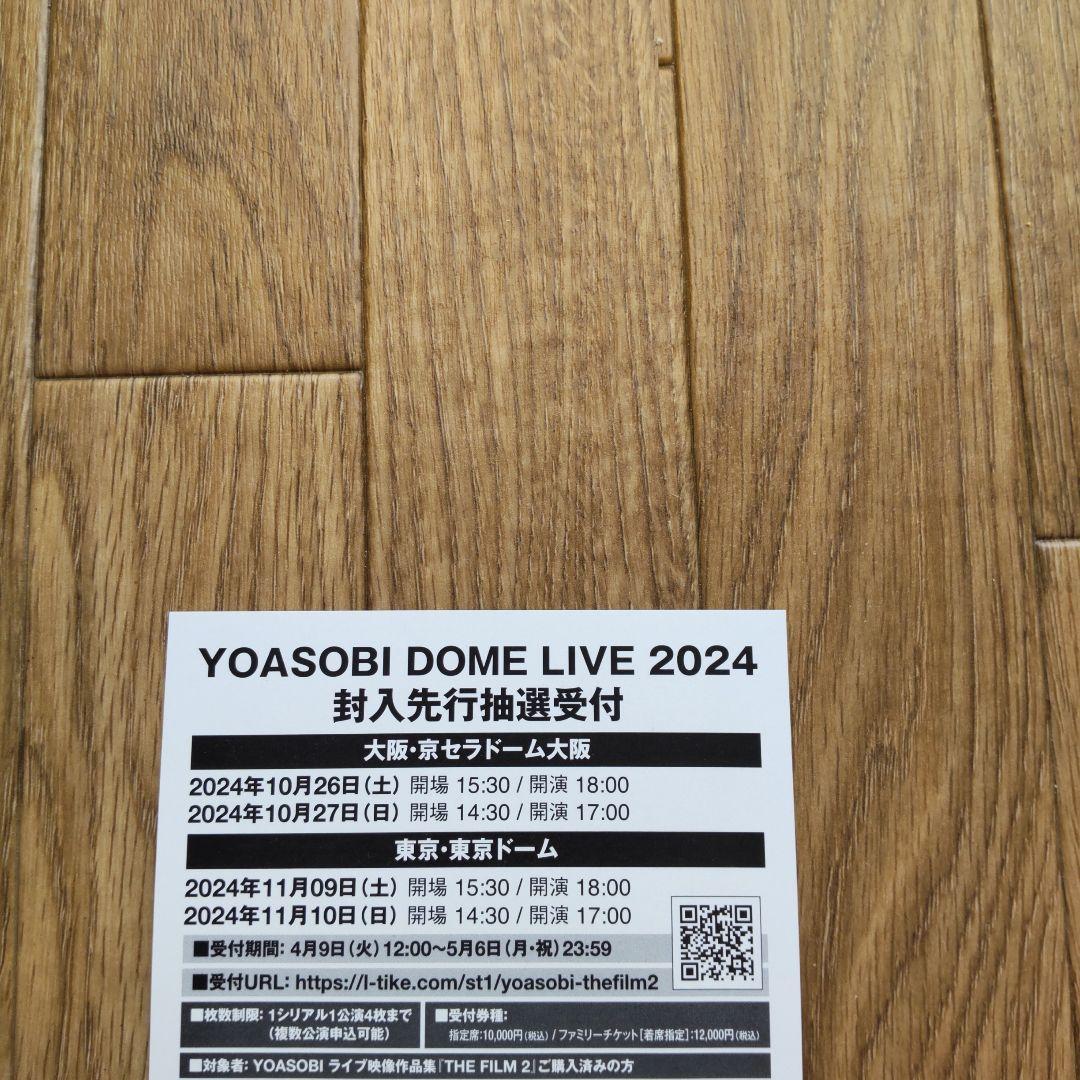 YOASOBI DOME LIVE 2024
封入先行抽選受付
大阪・京セラドーム大阪
2024年10月26日（土） 開場 15:30 / 開演 18:00
2024年10月27日（日） 開場 14:30 / 開演 17:00
東京・東京ドーム
2024年11月09日（土） 開場 15:30 / 開演 18:00
2024年11月10日（日） 開場 14:30 / 開演 17:00
■受付期間：4月9日（火）12:00〜5月6日（月・祝）23:59
■受付URL：https://l-tike.com/st1/yoasobi-thefilm2
■枚数制限：1シリアル1公演4枚まで
（複数公演申込可能）
■受付券種：
指定席:10,000円(税込) / ファミリーチケット[着席指定]:12,000円(税込)
■対象者：YOASOBI ライブ映像作品集『THE FILM 2』ご購入済みの方